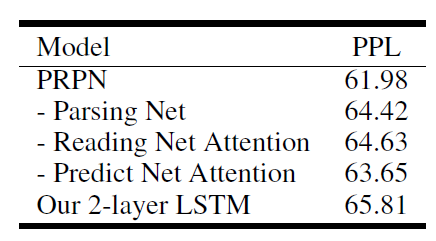 Model PPL
PRPN 61.98
- Parsing Net 64.42
- Reading Net Attention 64.63
- Predict Net Attention 63.65
Our 2-layer LSTM 65.81